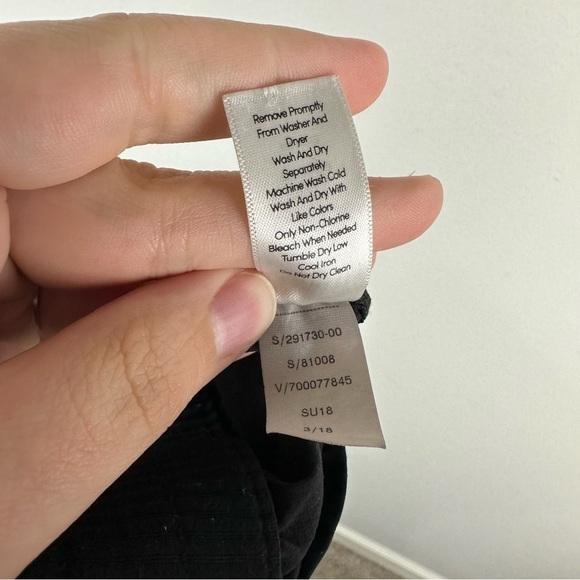 Remove Promptly
From Washer And
Dryer
Wash And Dry
Separately
Machine Wash Cold
Wash And Dry With
Like Colors
Only Non-Chlorine
Bleach When Needed
Tumble Dry Low
Cool Iron
Do Not Dry Clean
S/291730-00
S/81008
V/700077845
SU18
3/18